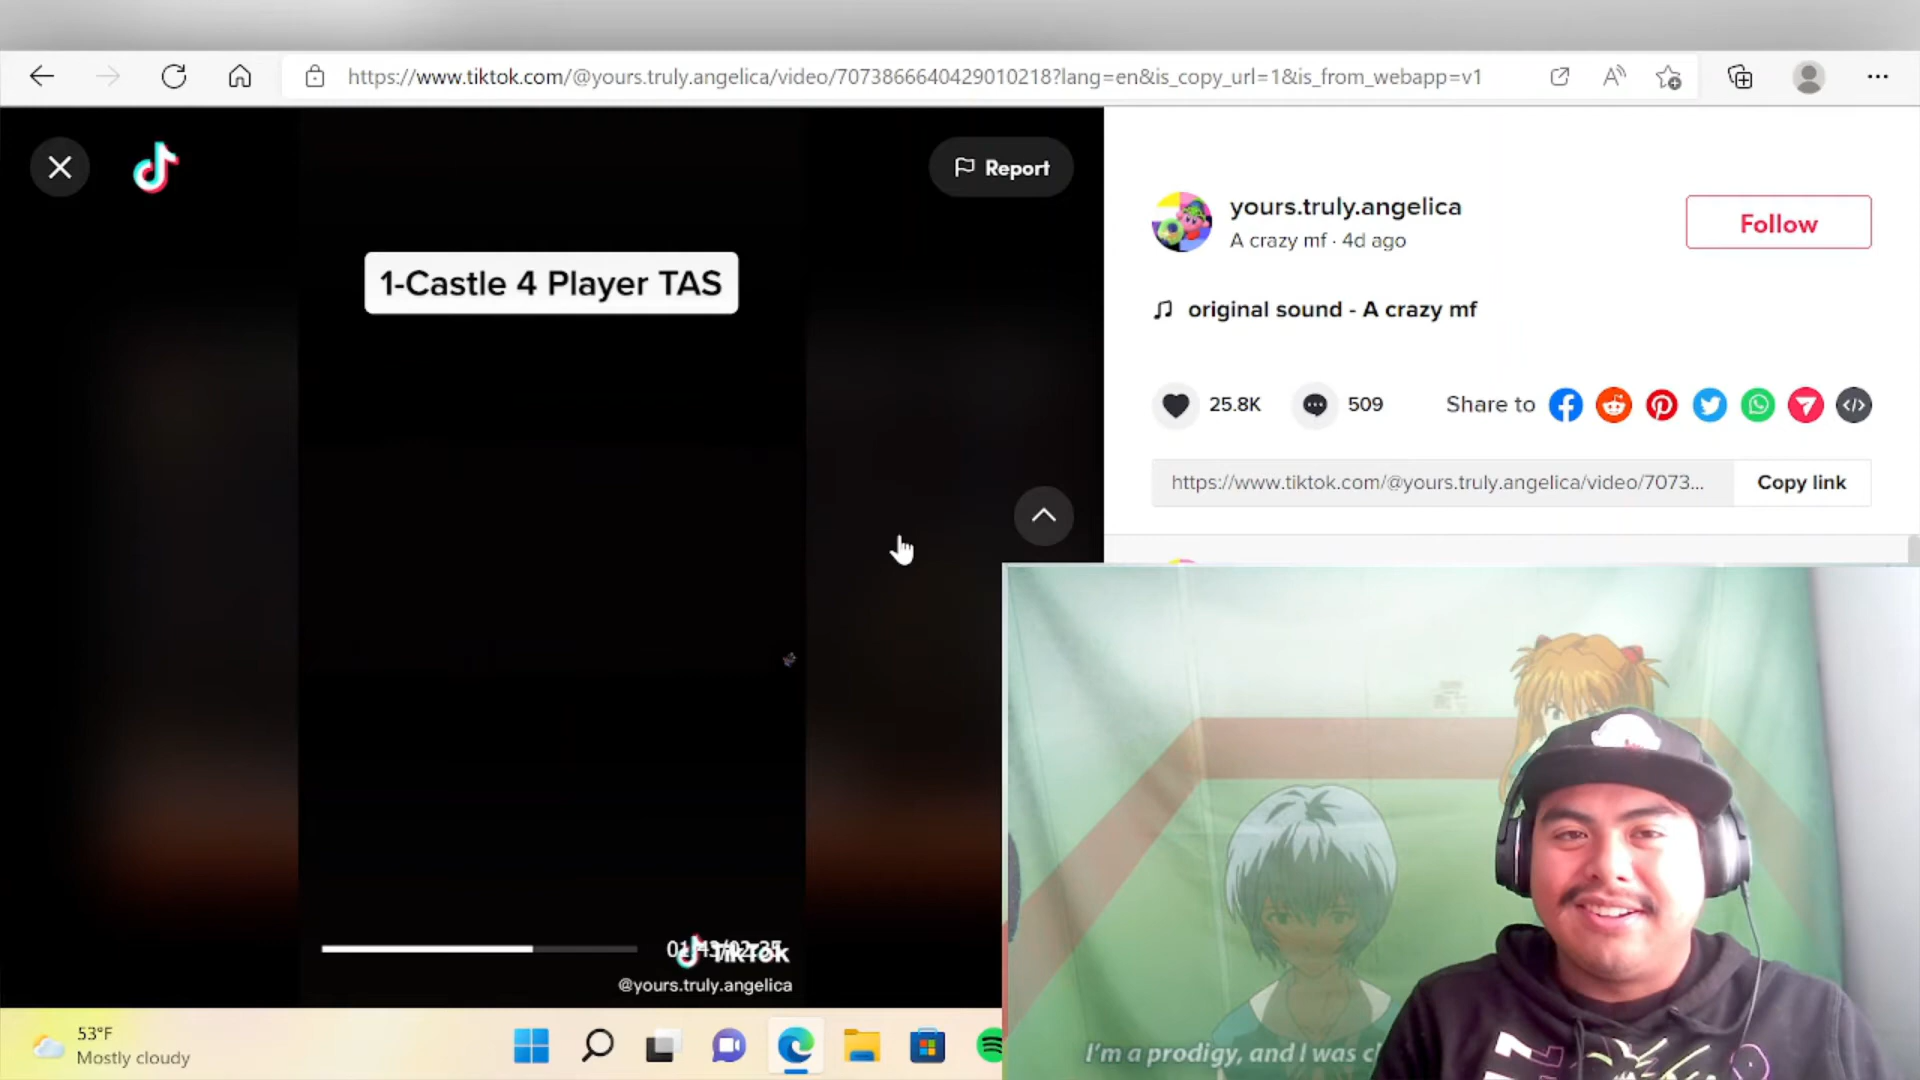 https://www.tiktok.com/@yours.truly.angelica/video/7073866640429010218?lang=en&is_copy_url=1&is_from_webapp=v1
Report
1-Castle 4 Player TAS
yours.truly.angelica
A crazy mf · 4d ago
Follow
original sound - A crazy mf
25.8K
509
Share to
https://www.tiktok.com/@yours.truly.angelica/video/7073...
Copy link
TikTok
@yours.truly.angelica
53°F
Mostly cloudy
I'm a prodigy, and I was